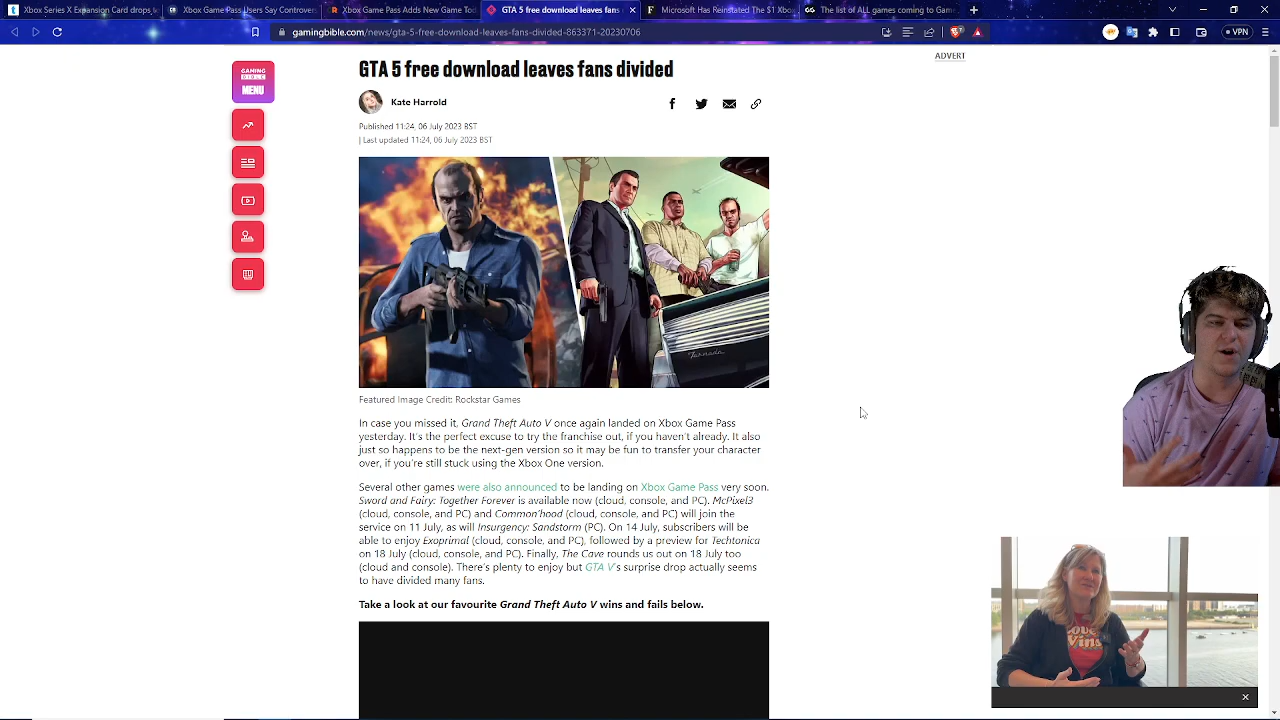 Xbox Series X Expansion Card drops
Xbox Game Pass Users Say Controver
Xbox Game Pass Adds New Game Tod
GTA 5 free download leaves fans
Microsoft Has Reinstated The $1 Xbo
The list of ALL games coming to Gam
gamingbible.com/news/gta-5-free-download-leaves-fans-divided-863371-20230706
VPN
ADVERT
GAMING
BIBLE
MENU
GTA 5 free download leaves fans divided
Kate Harrold
Published 11:24, 06 July 2023 BST
| Last updated 11:24, 06 July 2023 BST
Tornado
Featured Image Credit: Rockstar Games
In case you missed it, Grand Theft Auto V once again landed on Xbox Game Pass
yesterday. It's the perfect excuse to try the franchise out, if you haven't already. It also
just so happens to be the next-gen version so it may be fun to transfer your character
over, if you're still stuck using the Xbox One version.
Several other games were also announced to be landing on Xbox Game Pass very soon.
Sword and Fairy: Together Forever is available now (cloud, console, and PC). McPixel3
(cloud, console, and PC) and Common'hood (cloud, console, and PC) will join the
service on 11 July, as will Insurgency: Sandstorm (PC). On 14 July, subscribers will be
able to enjoy Exoprimal (cloud, console, and PC), followed by a preview for Techtonica
on 18 July (cloud, console, and PC). Finally, The Cave rounds us out on 18 July too
(cloud and console). There's plenty to enjoy but GTA V's surprise drop actually seems
to have divided many fans.
Take a look at our favourite Grand Theft Auto V wins and fails below.
Love
Wins